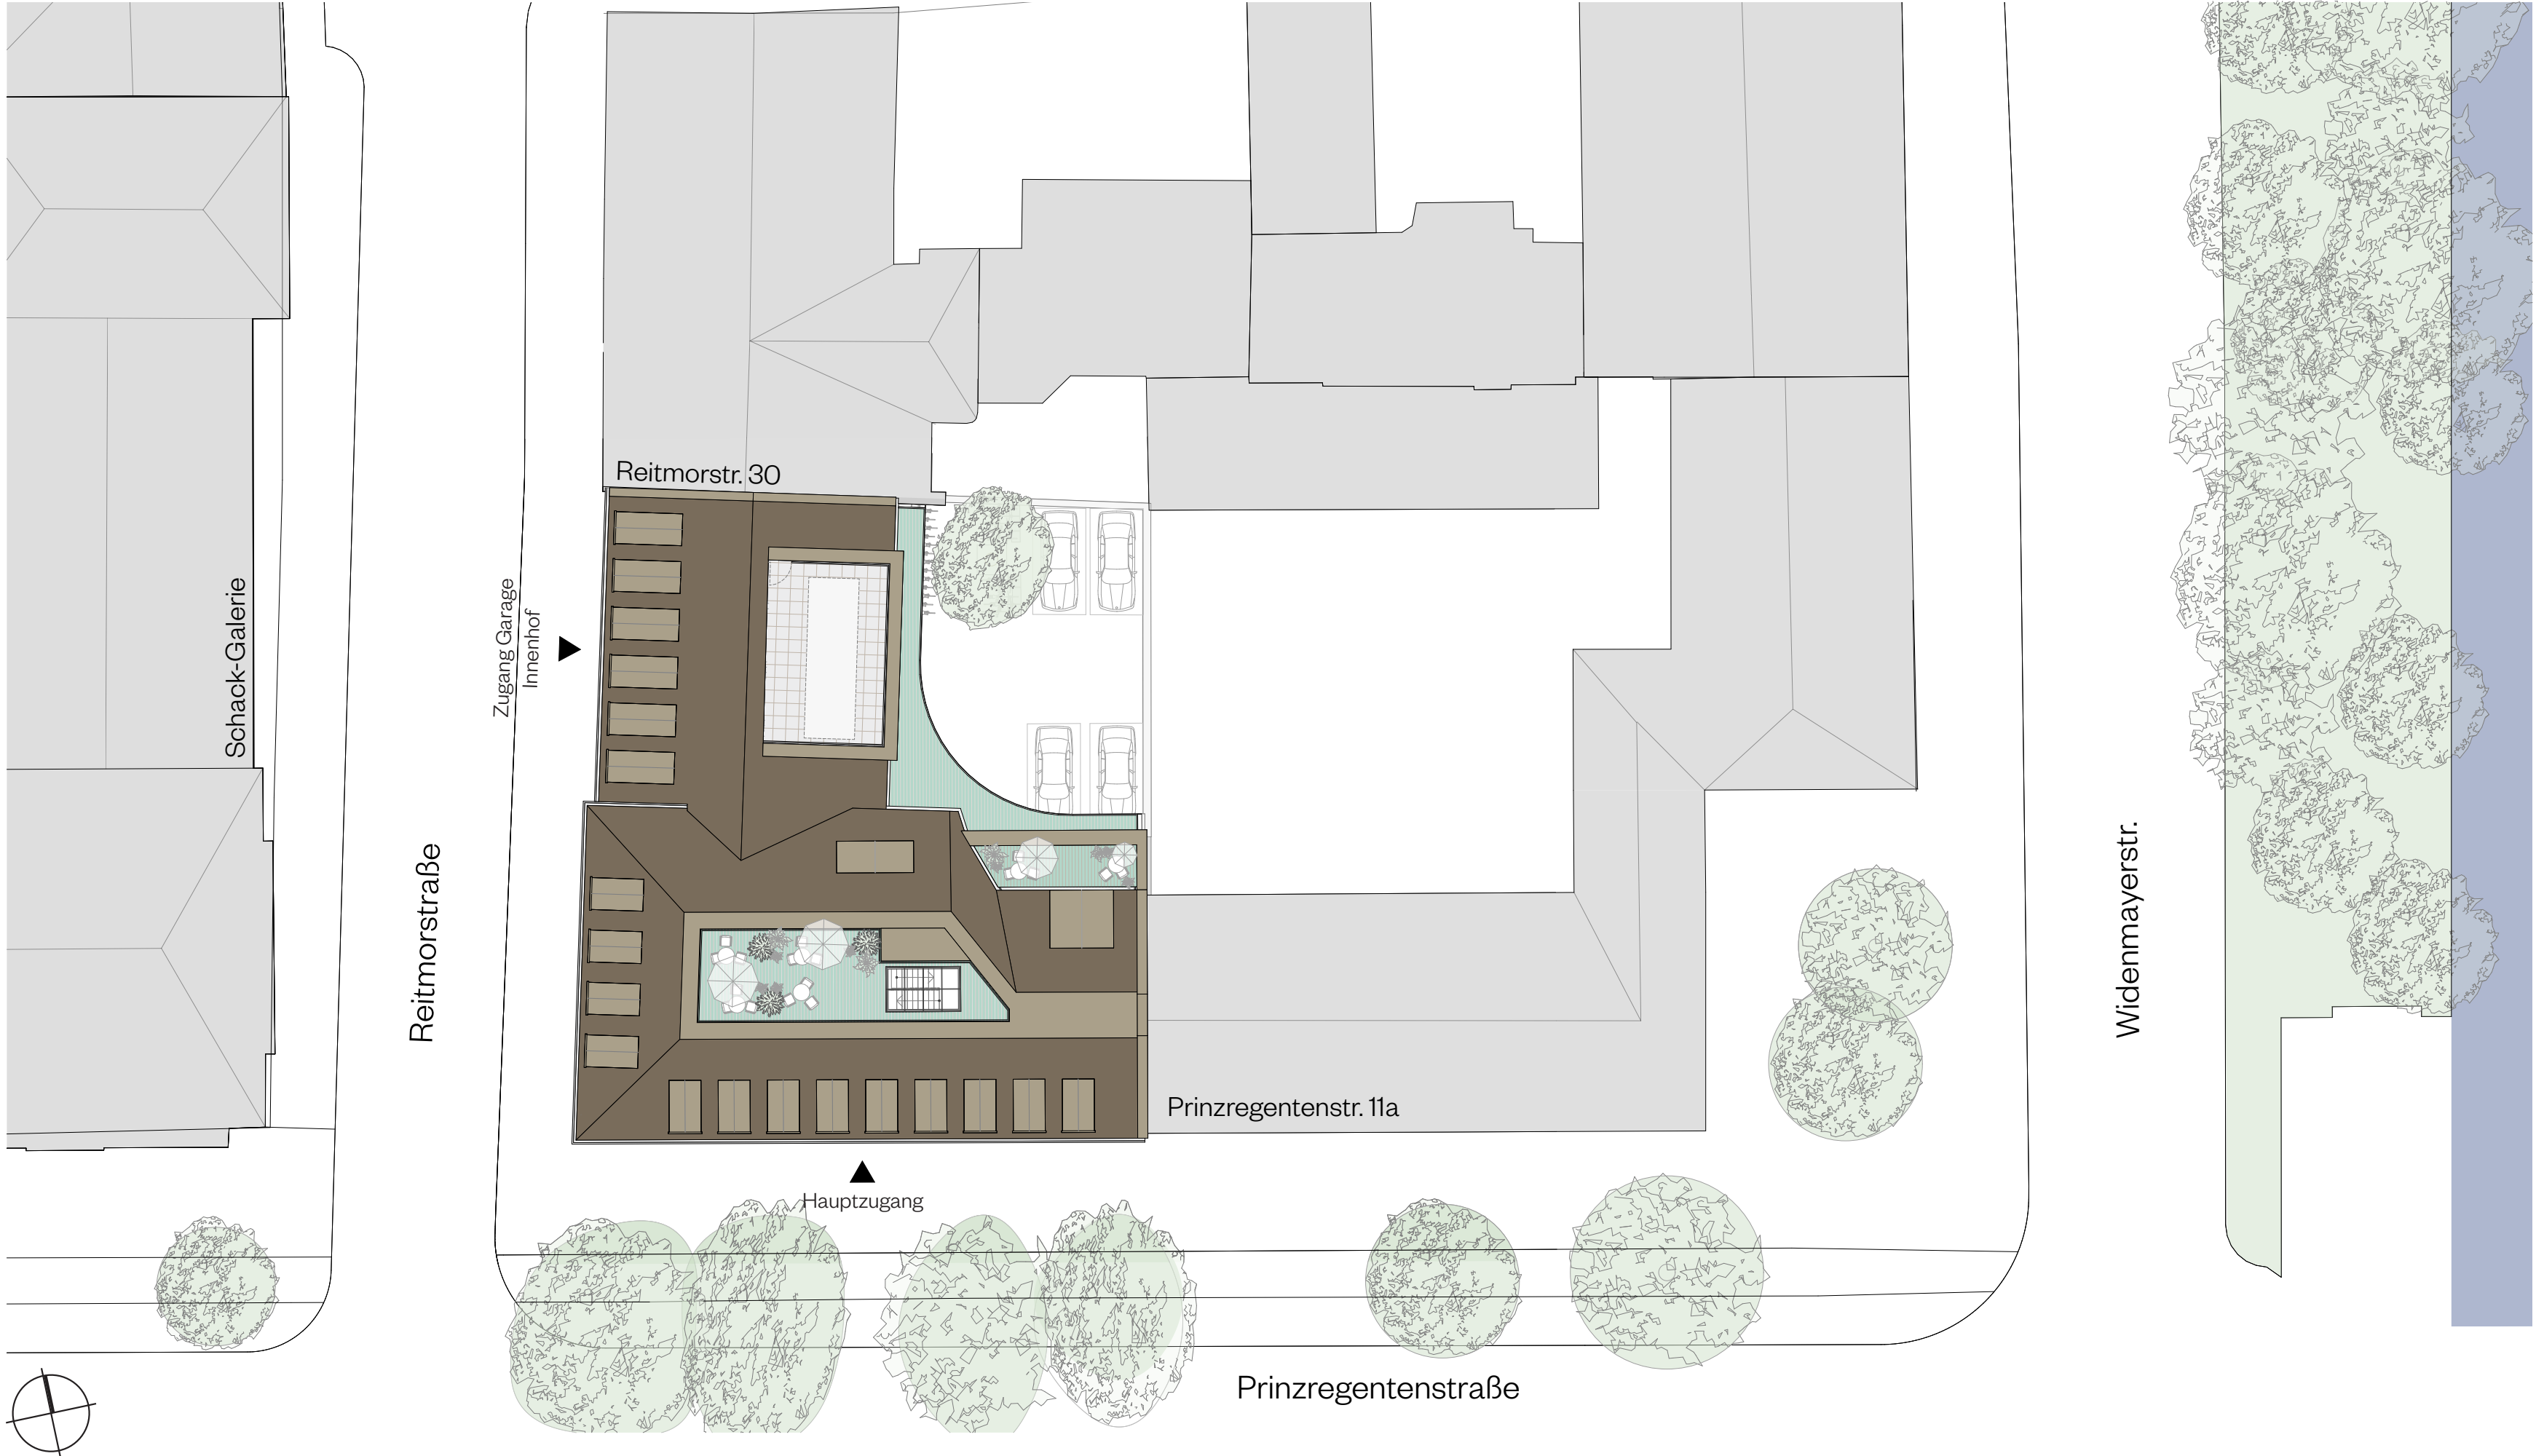 Reitmorstr. 30
Schack-Galerie
Zugang Garage
Innenhof
Reitmorstraße
Widenmayerstr.
Prinzregentenstr. 11a
Hauptzugang
Prinzregentenstraße